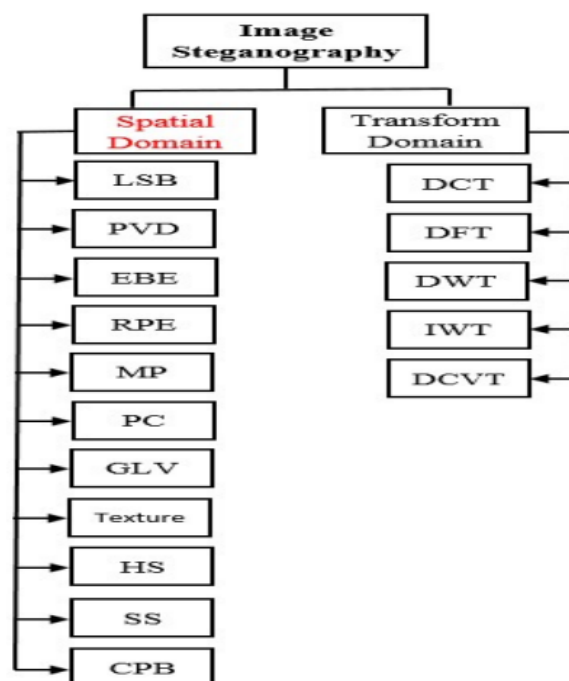 Image
Steganography
Spatial
Domain
LSB
PVD
EBE
RPE
MP
PC
GLV
Texture
HS
SS
CPB
Transform
Domain
DCT
DFT
DWT
IWT
DCVT